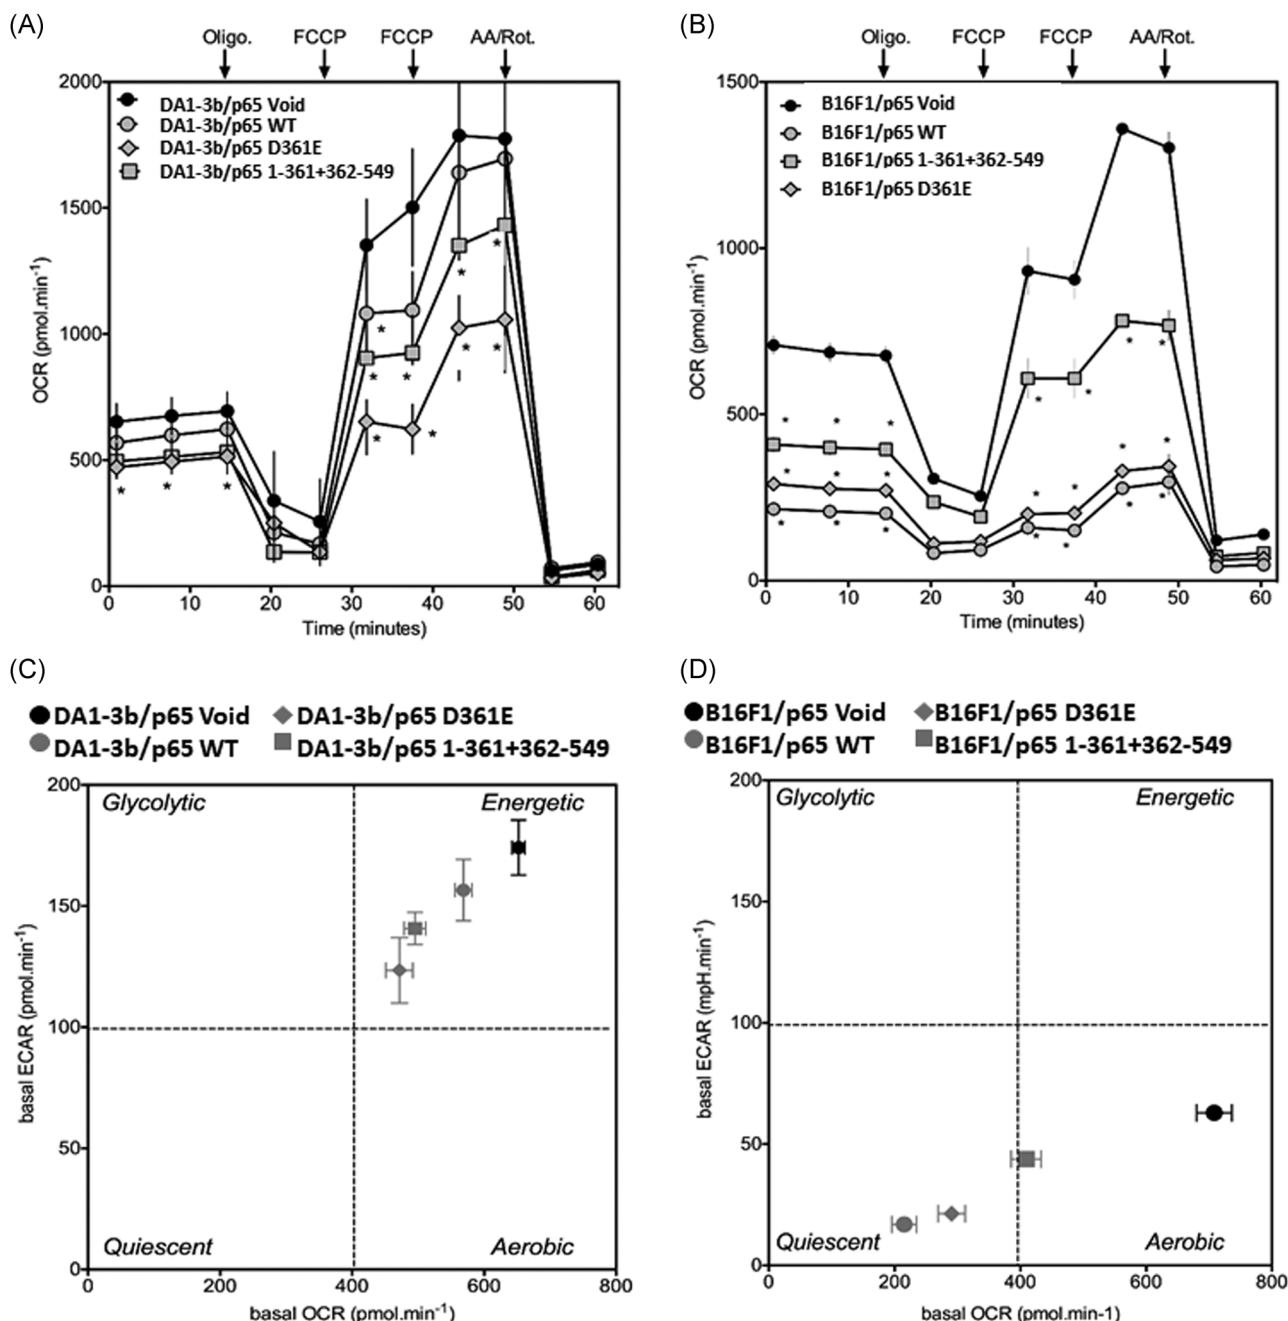 (A)
Oligo. FCCP FCCP AA/Rot.
2000
1500
1000
500
0
OCR (pmol.min-1)
DA1-3b/p65 Void
DA1-3b/p65 WT
DA1-3b/p65 D361E
DA1-3b/p65 1-361+362-549
0 10 20 30 40 50 60
Time (minutes)
(B)
Oligo. FCCP FCCP AA/Rot.
1500
1000
500
0
OCR (pmol.min-1)
B16F1/p65 Void
B16F1/p65 WT
B16F1/p65 1-361+362-549
B16F1/p65 D361E
0 10 20 30 40 50 60
Time (minutes)
(C)
DA1-3b/p65 Void DA1-3b/p65 D361E
DA1-3b/p65 WT DA1-3b/p65 1-361+362-549
200
150
100
50
0
basal ECAR (pmol.min-1)
Glycolytic Energetic
Quiescent Aerobic
0 200 400 600 800
basal OCR (pmol.min-1)
(D)
B16F1/p65 Void B16F1/p65 D361E
B16F1/p65 WT B16F1/p65 1-361+362-549
200
150
100
50
0
basal ECAR (mpH.min-1)
Glycolytic Energetic
Quiescent Aerobic
0 200 400 600 800
basal OCR (pmol.min-1)